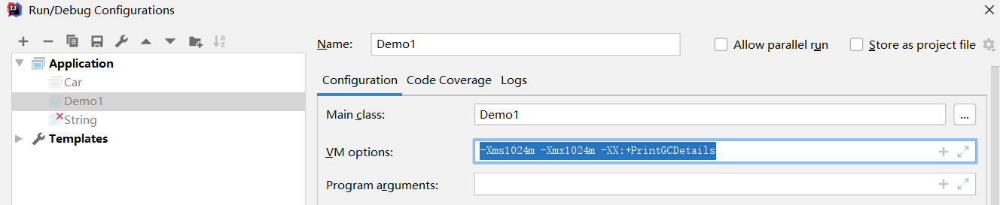 Run/Debug Configurations
Name: Demo1
Allow parallel run
Store as project file
Application
Car
Demo1
String
Templates
Configuration Code Coverage Logs
Main class: Demo1 ...
VM options: -Xms1024m -Xmx1024m -XX:+PrintGCDetails
Program arguments: